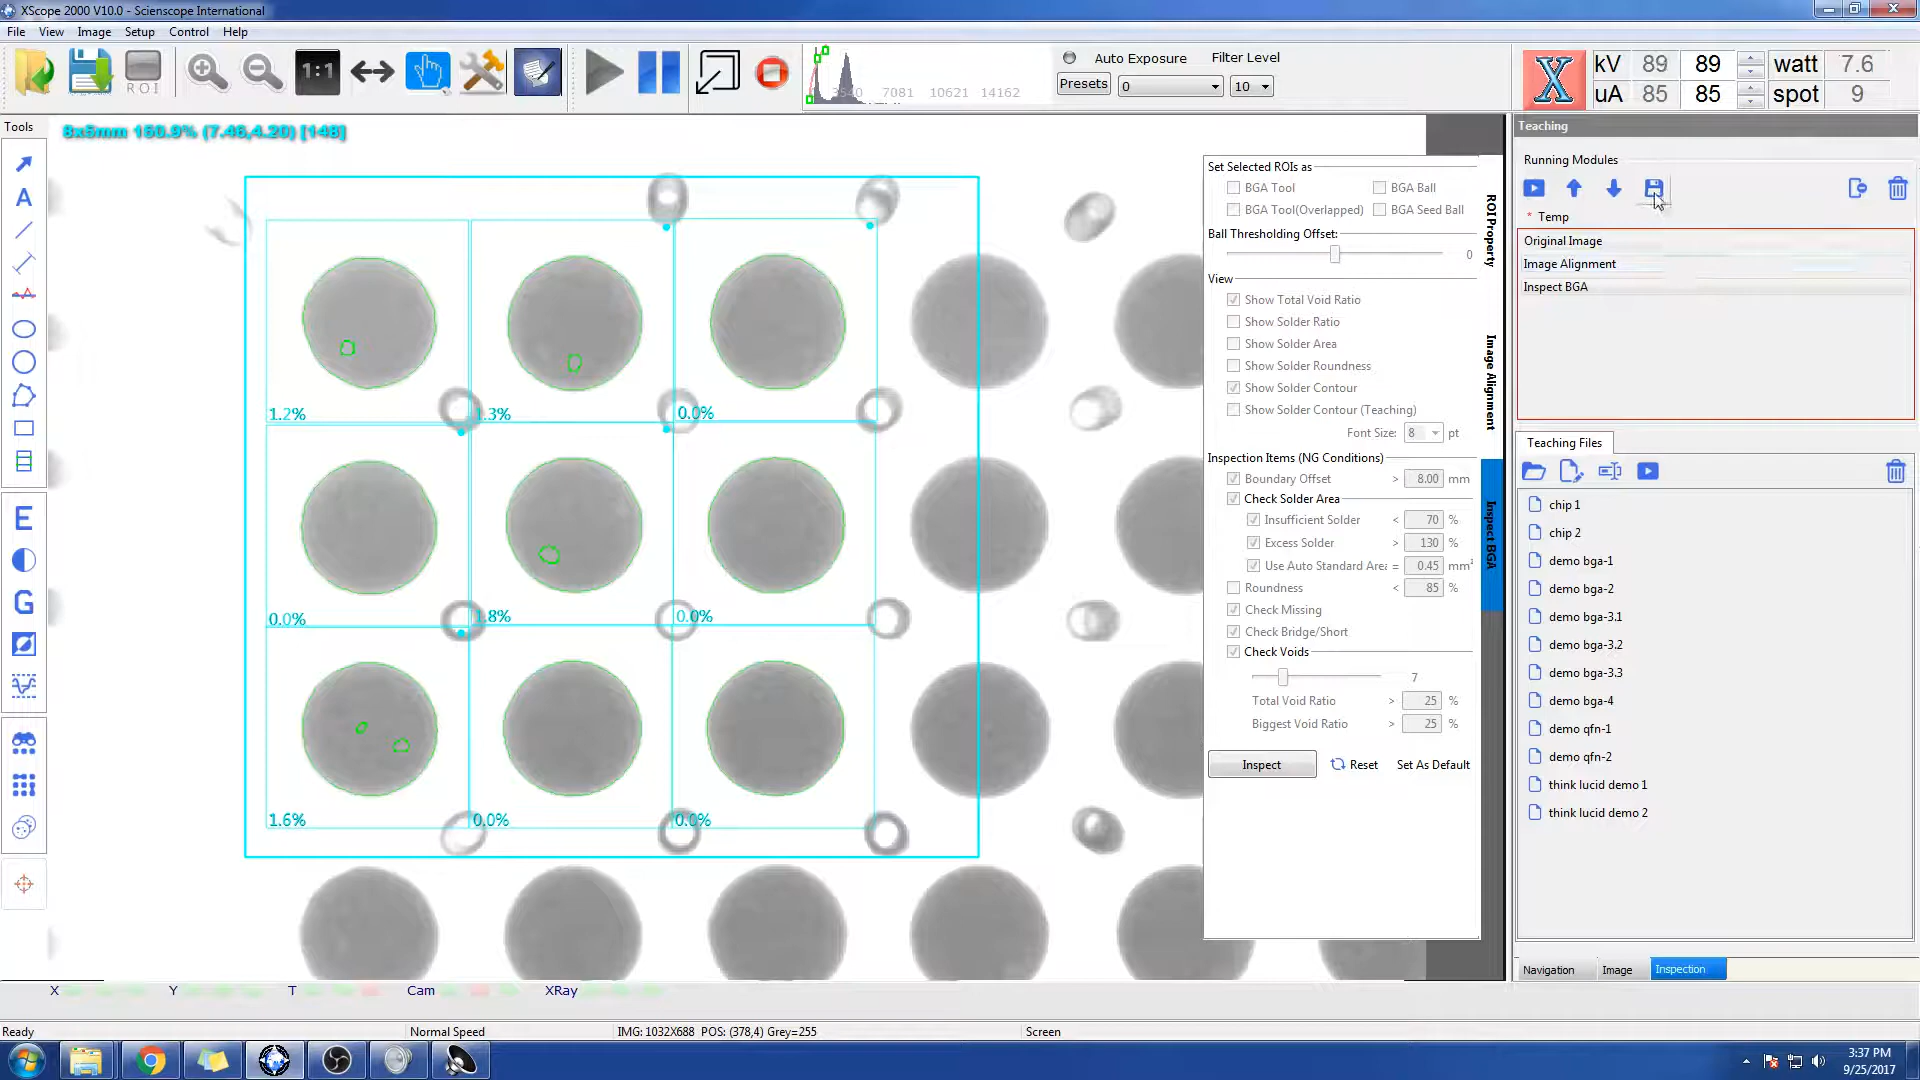 XScope 2000 V10.0 - Scienscope International
File View Image Setup Control Help
ROI
1:1
3540 7081 10621 14162
Auto Exposure
Filter Level
Presets
0
10
X
kV 89 89 watt 7.6
uA 85 85 spot 9
Tools
6x5mm 150.9% (7.46,4.20) [148]
A
E
G
1.2%
1.3%
0.0%
0.0%
1.8%
0.0%
1.6%
0.0%
0.0%
Set Selected ROIs as
BGA Tool
BGA Ball
BGA Tool(Overlapped)
BGA Seed Ball
Ball Thresholding Offset:
0
View
Show Total Void Ratio
Show Solder Ratio
Show Solder Area
Show Solder Roundness
Show Solder Contour
Show Solder Contour (Teaching)
Font Size: 8 pt
Inspection Items (NG Conditions)
Boundary Offset > 8.00 mm
Check Solder Area
Insufficient Solder < 70 %
Excess Solder > 130 %
Use Auto Standard Area = 0.45 mm²
Roundness < 85 %
Check Missing
Check Bridge/Short
Check Voids
7
Total Void Ratio > 25 %
Biggest Void Ratio > 25 %
Inspect
Reset
Set As Default
ROI Property
Image Alignment
Inspect BGA
Teaching
Running Modules
* Temp
Original Image
Image Alignment
Inspect BGA
Teaching Files
chip 1
chip 2
demo bga-1
demo bga-2
demo bga-3.1
demo bga-3.2
demo bga-3.3
demo bga-4
demo qfn-1
demo qfn-2
think lucid demo 1
think lucid demo 2
Navigation
Image
Inspection
X Y T Cam XRay
Ready
Normal Speed
IMG: 1032X688 POS: (378,4) Grey=255
Screen
3:37 PM
9/25/2017